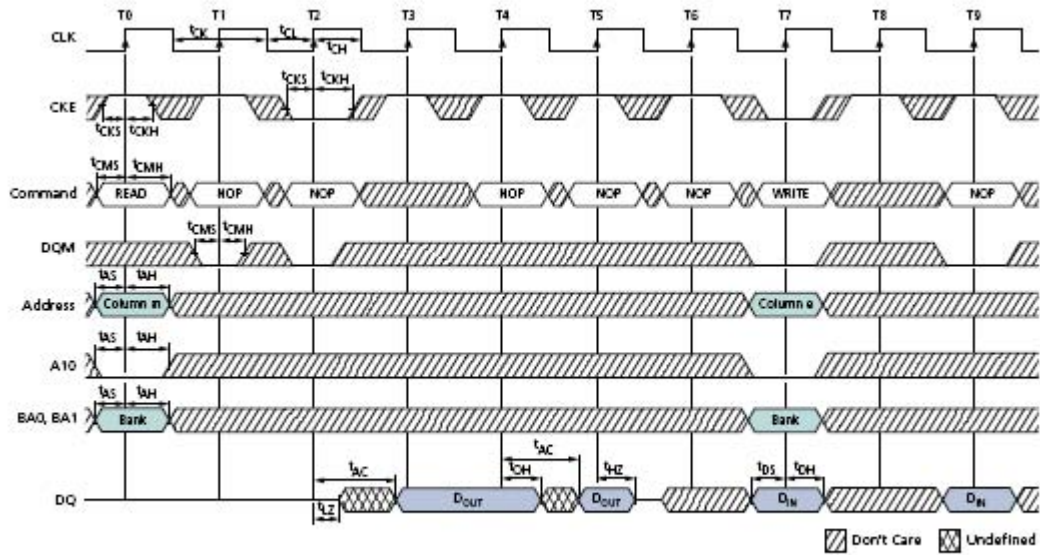 T0 T1 T2 T3 T4 T5 T6 T7 T8 T9
CLK tCK tCL tCH
tCKS tCKH
CKE
tCKS tCKH
tCMS tCMH
Command READ NOP NOP NOP NOP NOP WRITE NOP
tCMS tCMH
DQM
tAS tAH
Address Column m Column e
tAS tAH
A10
tAS tAH
BA0, BA1 Bank Bank
tAC
tAC tOH tHZ tDS tDH
DQ DOUT DOUT DIN DIN
tLZ
Don't Care Undefined